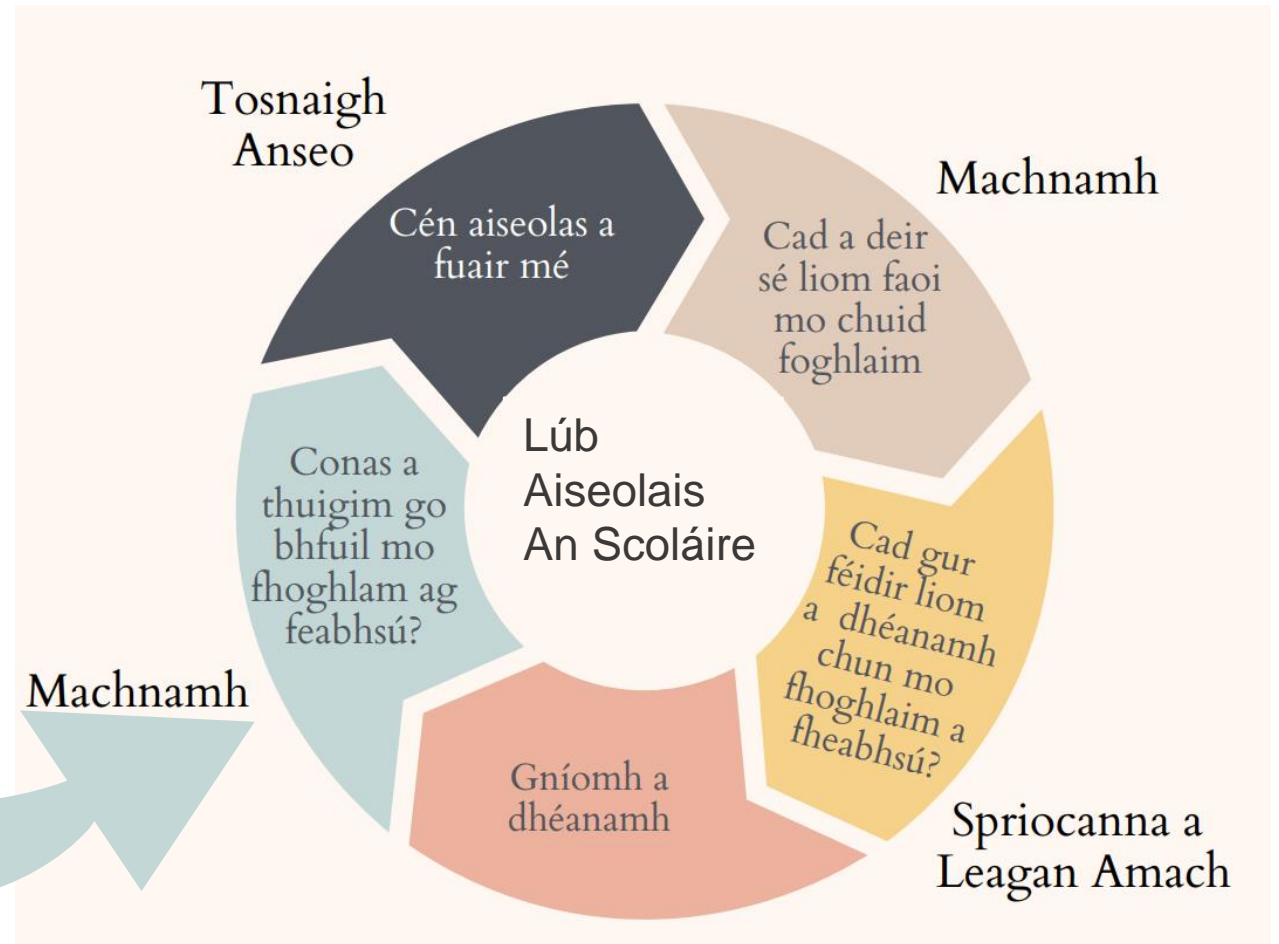 Tosnaigh
Anseo
Cén aiseolas a
fuair mé
Machnamh
Cad a deir
sé liom faoi
mo chuid
foghlaim
Cad gur
féidir liom
a dhéanamh
chun mo
fhoghlaim a
fheabhsú?
Spriocanna a
Leagan Amach
Gníomh a
dhéanamh
Machnamh
Conas a
thuigim go
bhfuil mo
fhoghlam ag
feabhsú?
Lúb
Aiseolais
An Scoláire